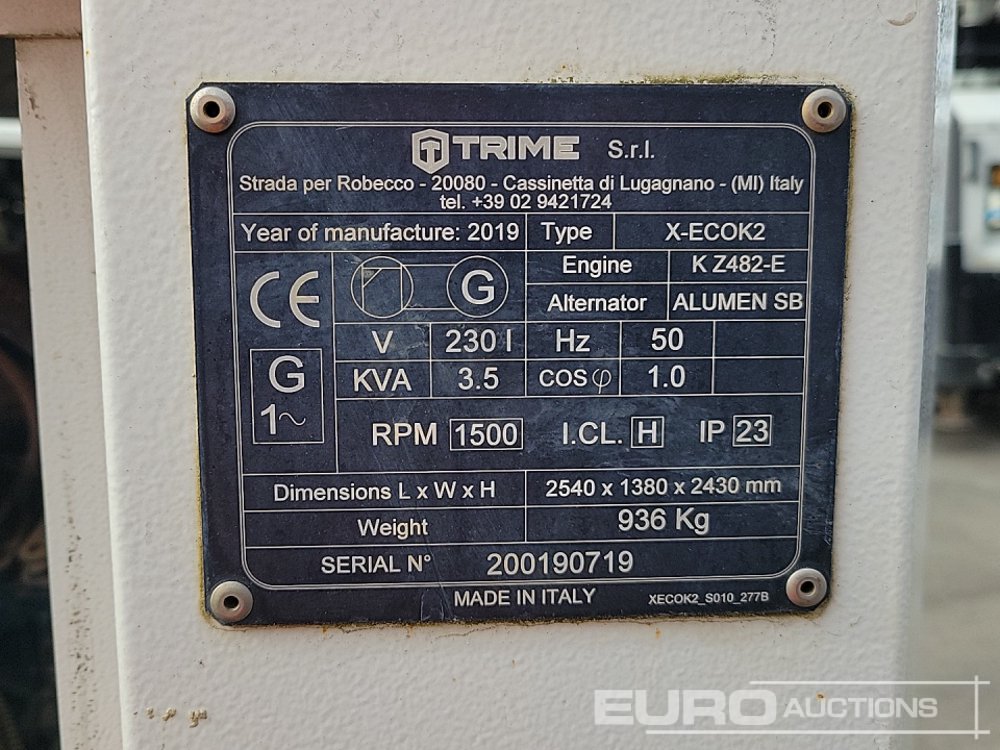 TRIME S.r.l.
Strada per Robecco - 20080 - Cassinetta di Lugagnano - (MI) Italy
tel. +39 02 9421724
Year of manufacture: 2019 Type X-ECOK2
CE G Engine K Z482-E
Alternator ALUMEN SB
V 230 I Hz 50
G 1~ KVA 3.5 COS φ 1.0
RPM 1500 I.CL. H IP 23
Dimensions L x W x H 2540 x 1380 x 2430 mm
Weight 936 Kg
SERIAL N° 200190719
MADE IN ITALY XECOK2_S010_277B
EURO AUCTIONS